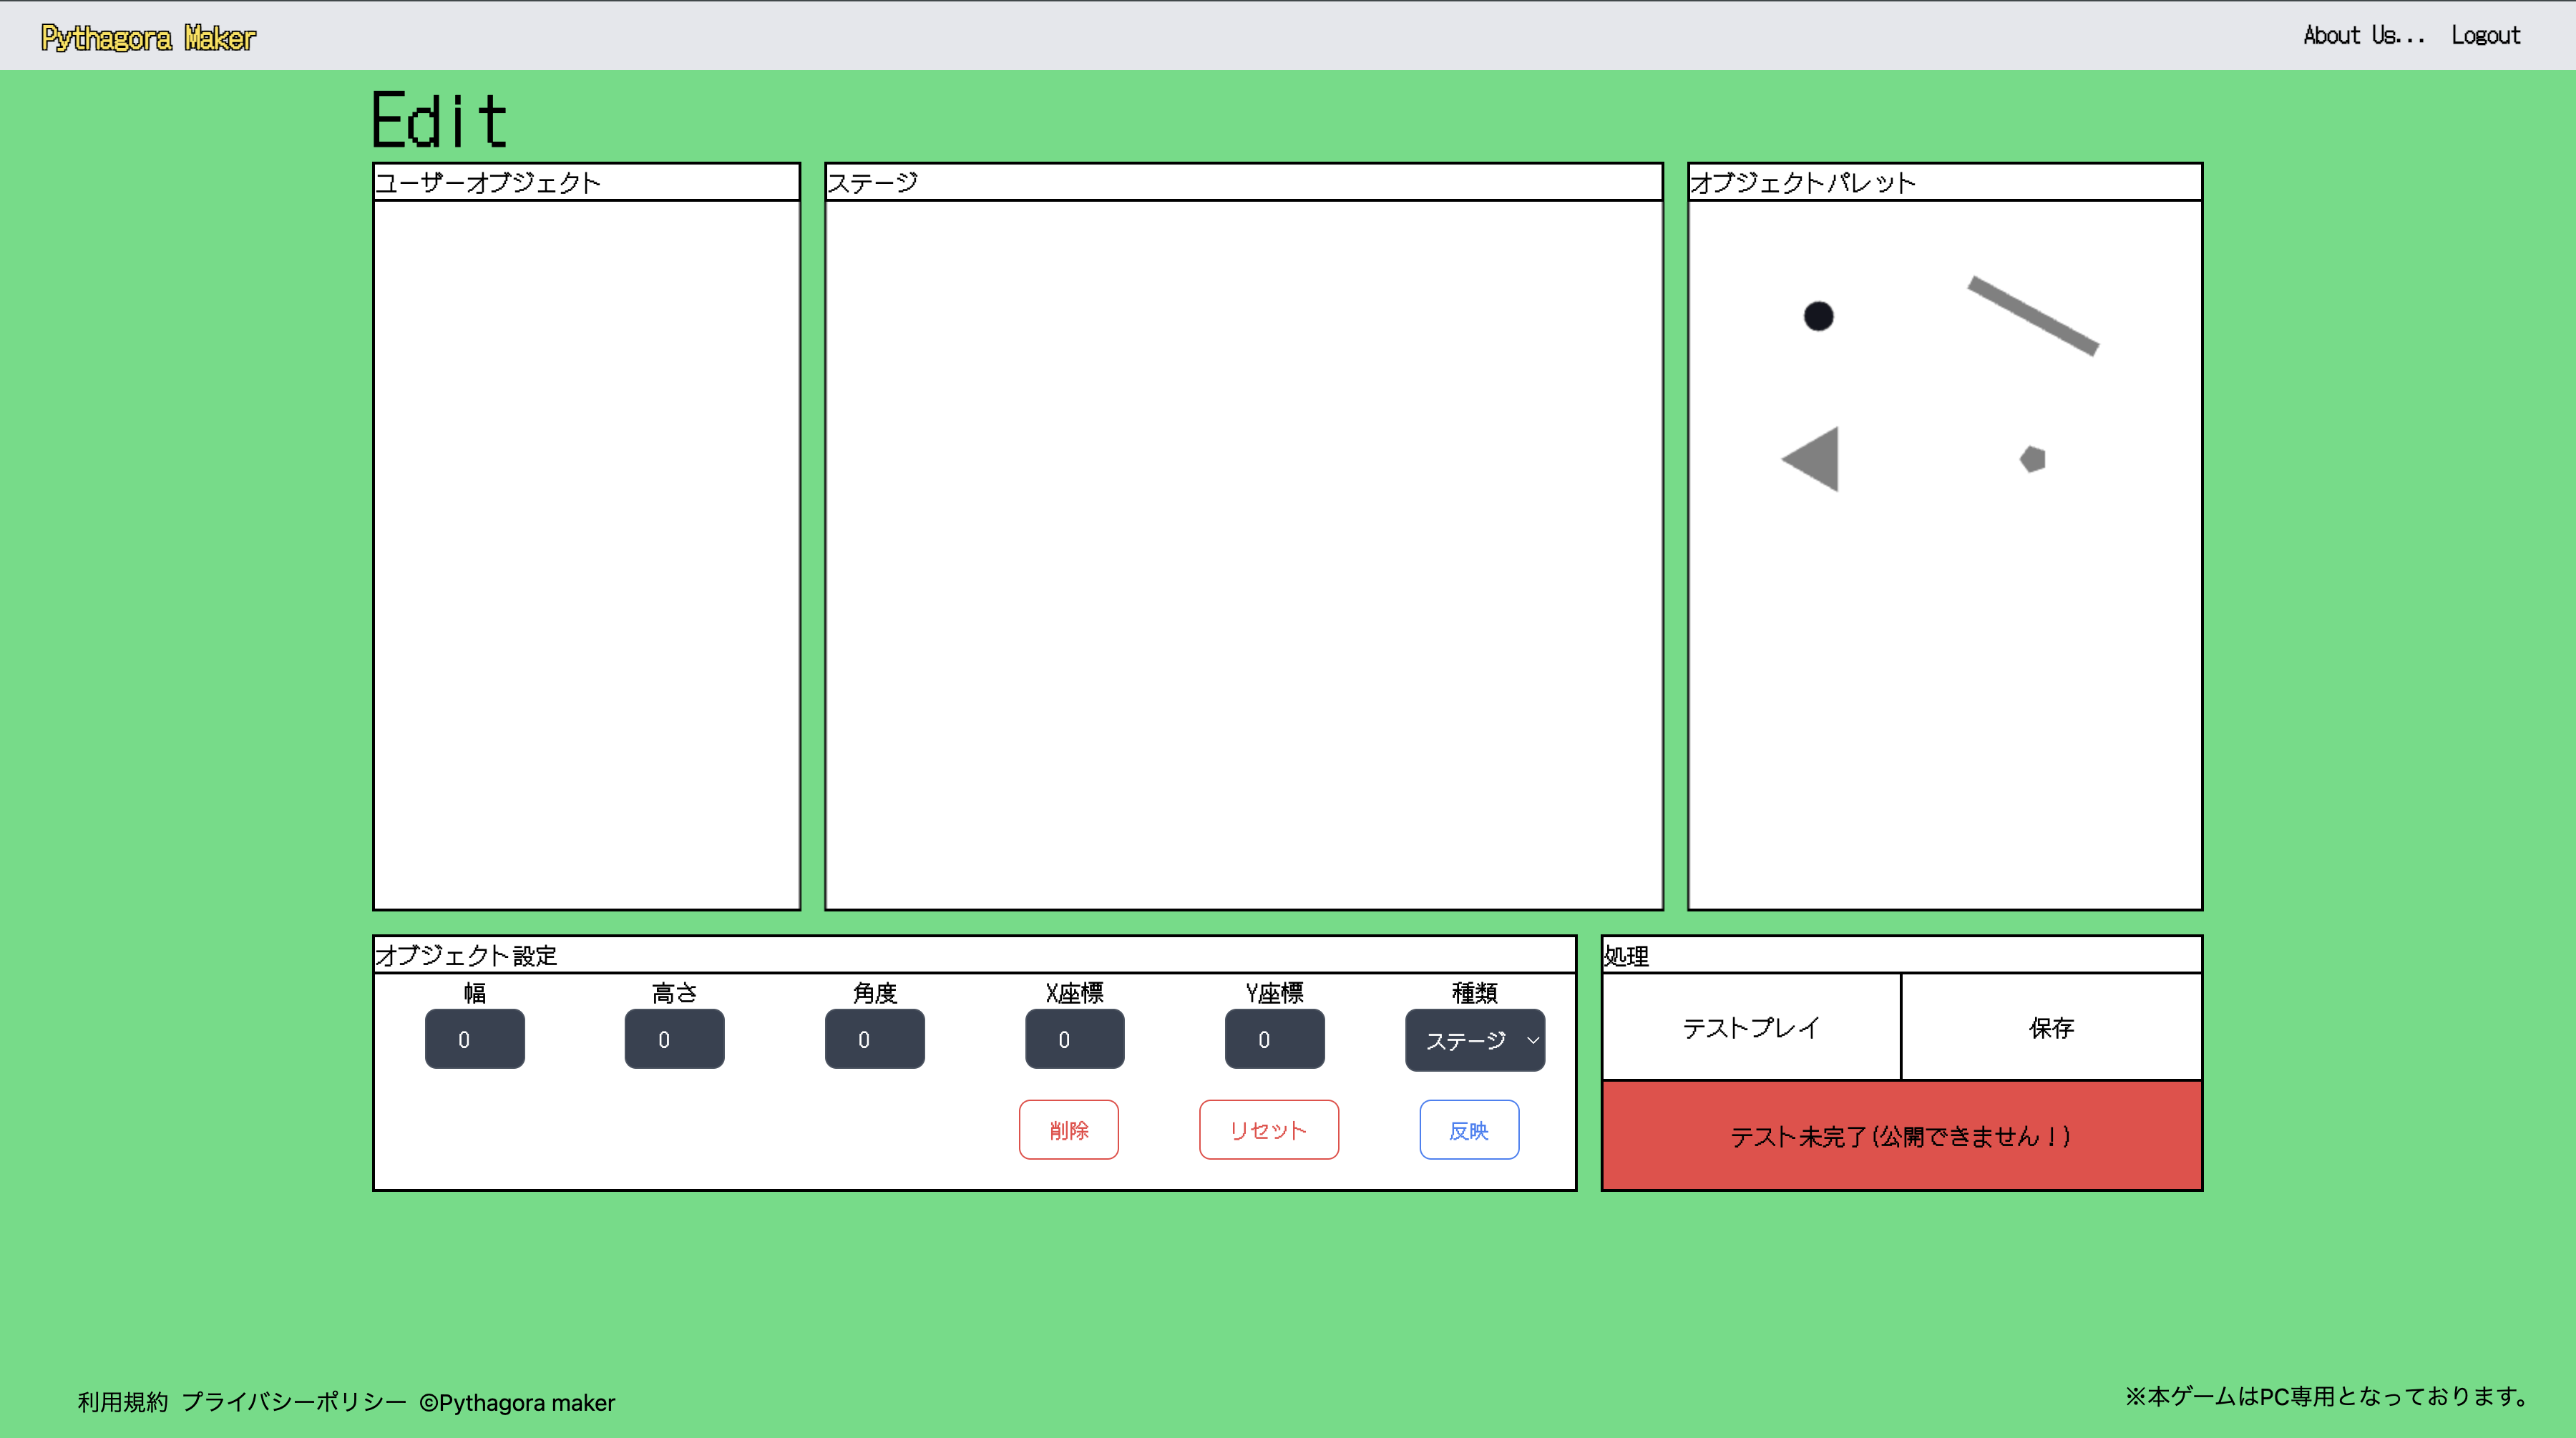 Pythagora Maker
About Us... Logout
Edit
ユーザーオブジェクト
ステージ
オブジェクトパレット
オブジェクト設定
幅 高さ 角度 X座標 Y座標 種類
0 0 0 0 0 ステージ
削除 リセット 反映
処理
テストプレイ 保存
テスト未完了(公開できません！)
利用規約 プライバシーポリシー ©Pythagora maker
※本ゲームはPC専用となっております。